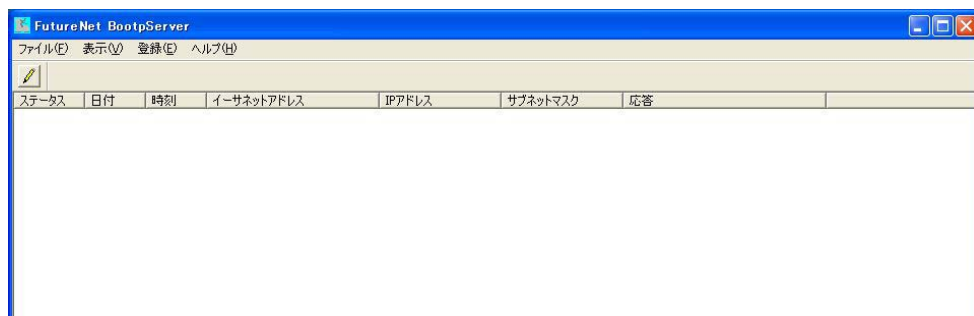 FutureNet BootpServer
ファイル(F) 表示(V) 登録(E) ヘルプ(H)
ステータス 日付 時刻 イーサネットアドレス IPアドレス サブネットマスク 応答